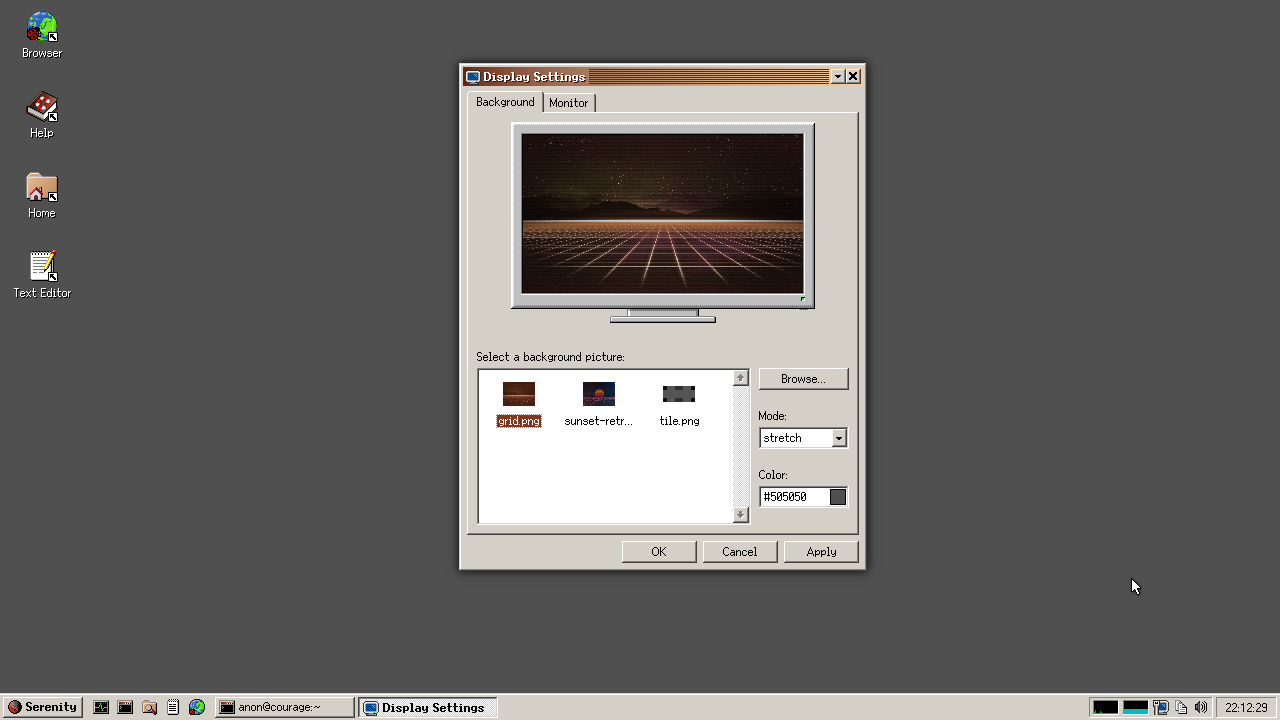 Browser
Help
Home
Text Editor
Display Settings
Background
Monitor
Select a background picture:
grid.png
sunset-retr...
tile.png
Browse...
Mode:
stretch
Color:
#505050
OK
Cancel
Apply
Serenity
anon@courage:~
Display Settings
22:12:29